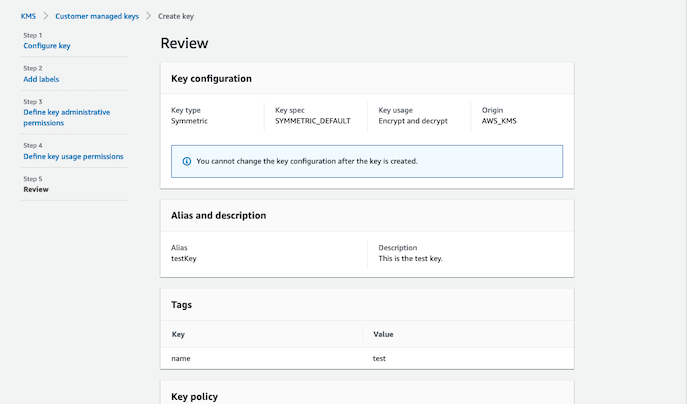 KMS > Customer managed keys > Create key
Step 1
Configure key
Step 2
Add labels
Step 3
Define key administrative
permissions
Step 4
Define key usage permissions
Step 5
Review
Review
Key configuration
Key type
Symmetric
Key spec
SYMMETRIC_DEFAULT
Key usage
Encrypt and decrypt
Origin
AWS_KMS
You cannot change the key configuration after the key is created.
Alias and description
Alias
testKey
Description
This is the test key.
Tags
Key Value
name test
Key policy